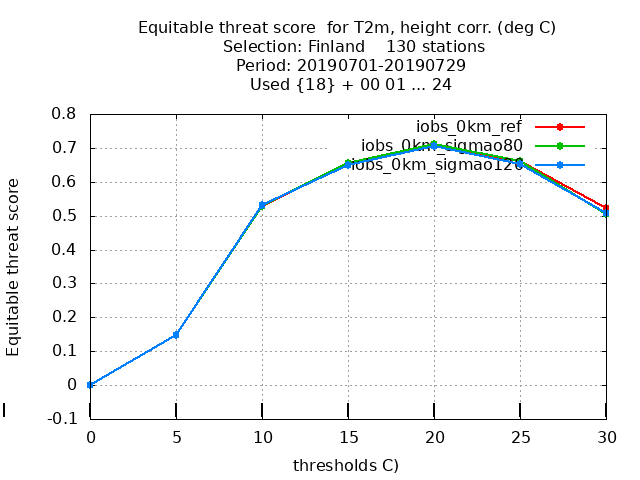 Equitable threat score  for T2m, height corr. (deg C)
Selection: Finland    130 stations
Period: 20190701-20190729
Used {18} + 00 01 ... 24
0.8
0.7
0.6
0.5
0.4
0.3
0.2
0.1
0
-0.1
Equitable threat score
iobs_0km_ref
iobs_0km_sigmao80
iobs_0km_sigmao120
0 5 10 15 20 25 30
thresholds C)